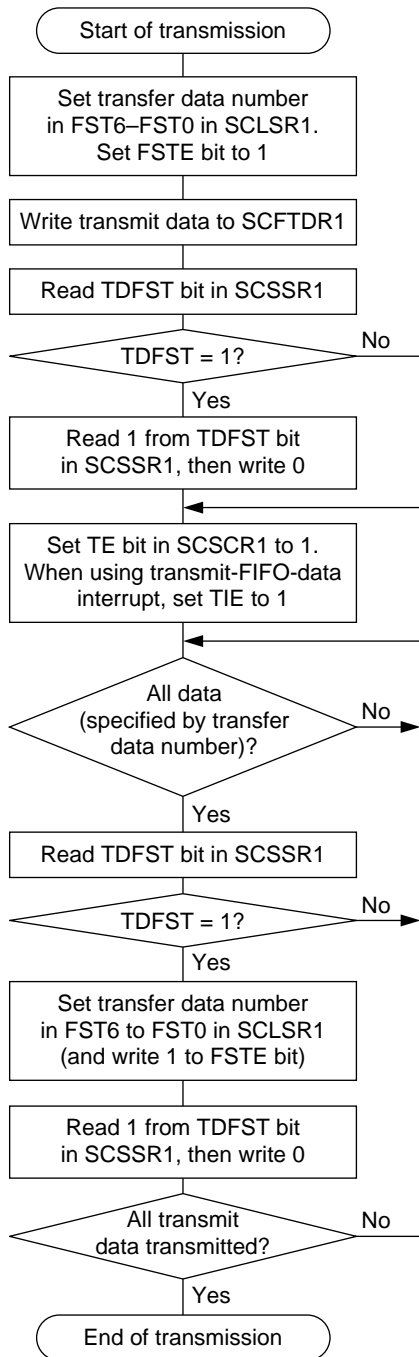 Start of transmission
Set transfer data number
in FST6–FST0 in SCLSR1.
Set FSTE bit to 1
Write transmit data to SCFTDR1
Read TDFST bit in SCSSR1
TDFST = 1?
No
Yes
Read 1 from TDFST bit
in SCSSR1, then write 0
Set TE bit in SCSCR1 to 1.
When using transmit-FIFO-data
interrupt, set TIE to 1
All data
(specified by transfer
data number)?
No
Yes
Read TDFST bit in SCSSR1
TDFST = 1?
No
Yes
Set transfer data number
in FST6 to FST0 in SCLSR1
(and write 1 to FSTE bit)
Read 1 from TDFST bit
in SCSSR1, then write 0
All transmit
data transmitted?
No
Yes
End of transmission